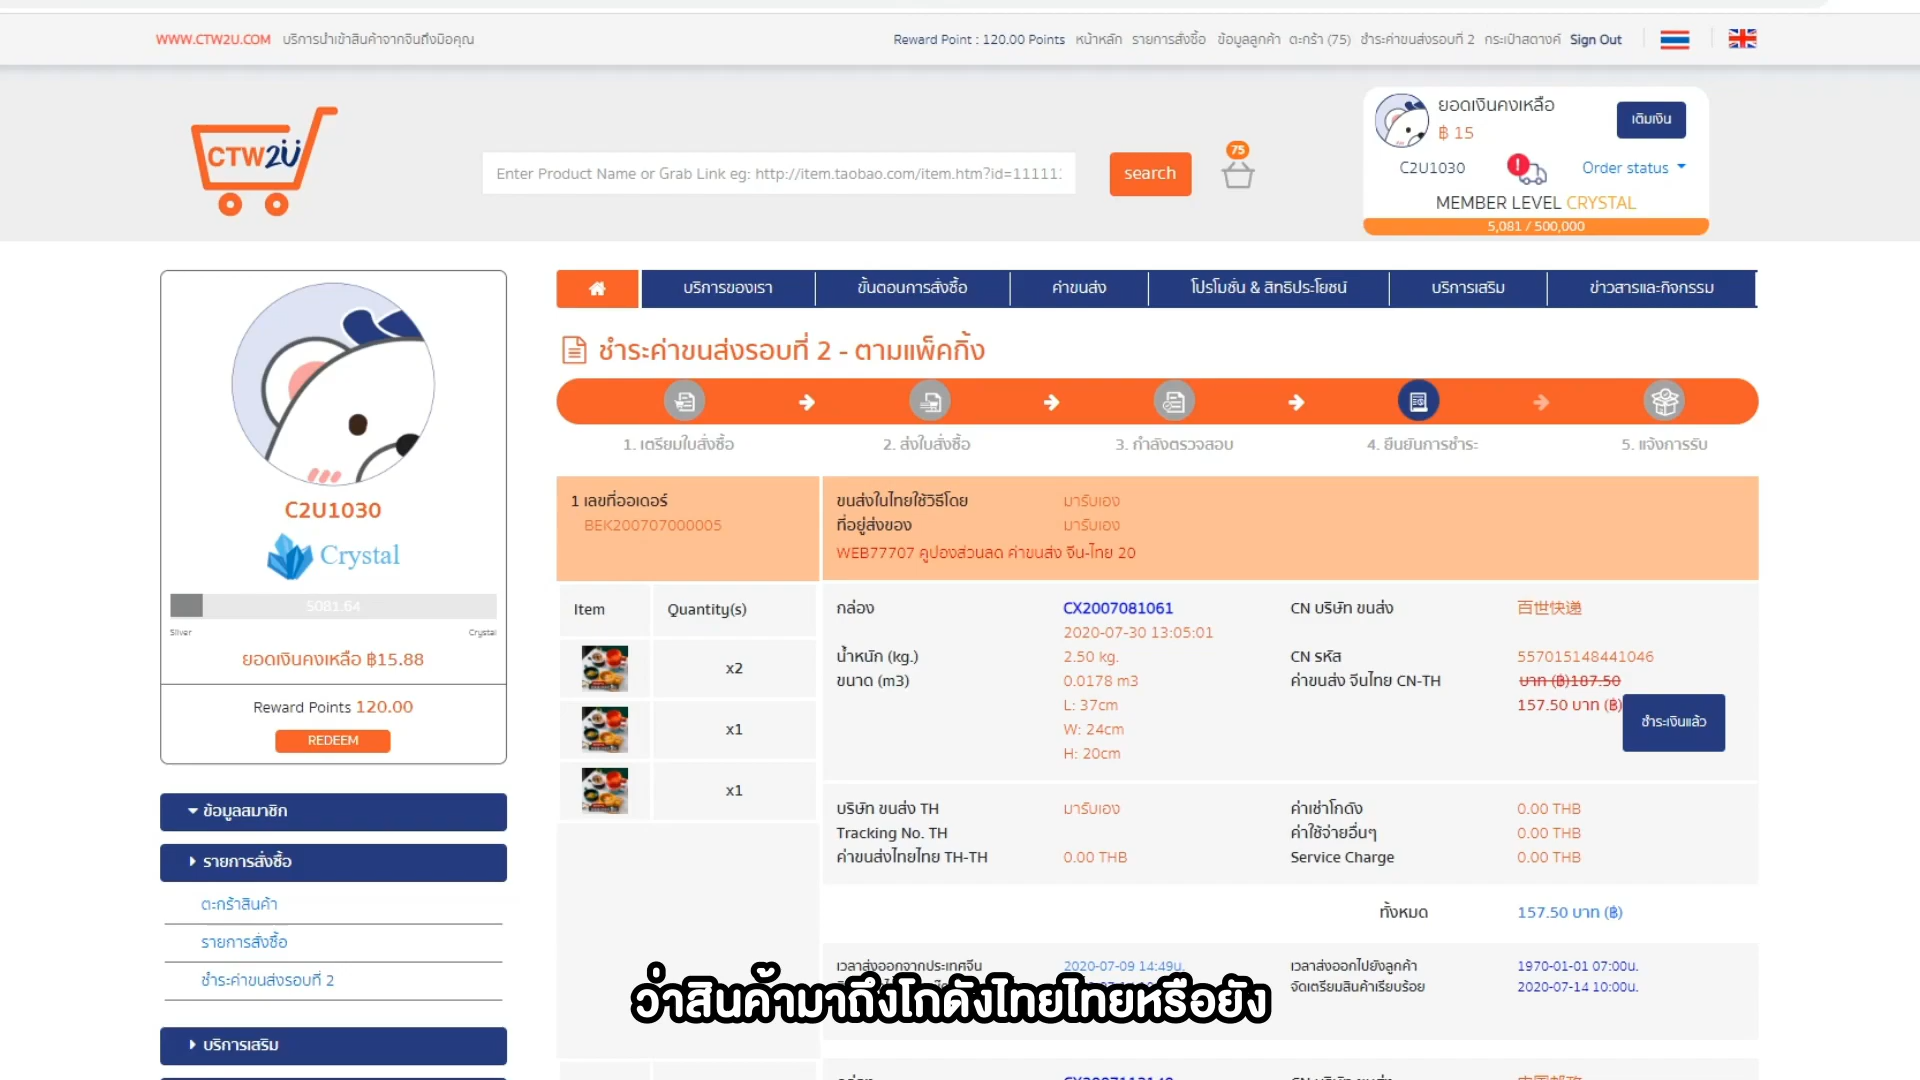 WWW.CTW2U.COM บริการนำเข้าสินค้าจากจีนถึงมือคุณ
Reward Point : 120.00 Points หน้าหลัก รายการสั่งซื้อ ข้อมูลลูกค้า ตะกร้า (75) ชำระค่าขนส่งรอบที่ 2 กระเป๋าสตางค์ Sign Out
CTW2U
Enter Product Name or Grab Link eg: http://item.taobao.com/item.htm?id=11111:
search
75
ยอดเงินคงเหลือ
฿ 15
เติมเงิน
C2U1030
!
Order status
MEMBER LEVEL CRYSTAL
5,081 / 500,000
C2U1030
Crystal
5081.64
Silver
Crystal
ยอดเงินคงเหลือ ฿15.88
Reward Points 120.00
REDEEM
ข้อมูลสมาชิก
รายการสั่งซื้อ
ตะกร้าสินค้า
รายการสั่งซื้อ
ชำระค่าขนส่งรอบที่ 2
บริการเสริม
บริการของเรา
ขั้นตอนการสั่งซื้อ
ค่าขนส่ง
โปรโมชั่น & สิทธิประโยชน์
บริการเสริม
ข่าวสารและกิจกรรม
ชำระค่าขนส่งรอบที่ 2 - ตามแพ็คกิ้ง
1. เตรียมใบสั่งซื้อ
2. ส่งใบสั่งซื้อ
3. กำลังตรวจสอบ
4. ยืนยันการชำระ
5. แจ้งการรับ
1 เลขที่ออเดอร์
BEK200707000005
ขนส่งในไทยใช้วิธีโดย มารับเอง
ที่อยู่ส่งของ มารับเอง
WEB77707 คูปองส่วนลด ค่าขนส่ง จีน-ไทย 20
Item Quantity(s)
x2
x1
x1
กล่อง CX2007081061 CN บริษัท ขนส่ง 百世快递
2020-07-30 13:05:01
น้ำหนัก (kg.) 2.50 kg. CN รหัส 557015148441046
ขนาด (m3) 0.0178 m3 ค่าขนส่ง จีนไทย CN-TH บาท (฿)187.50
L: 37cm 157.50 บาท (฿)
ชำระเงินแล้ว
W: 24cm
H: 20cm
บริษัท ขนส่ง TH มารับเอง ค่าเช่าโกดัง 0.00 THB
Tracking No. TH ค่าใช้จ่ายอื่นๆ 0.00 THB
ค่าขนส่งไทยไทย TH-TH 0.00 THB Service Charge 0.00 THB
ทั้งหมด 157.50 บาท (฿)
เวลาส่งออกจากประเทศจีน 2020-07-09 14:49น. เวลาส่งออกไปยังลูกค้า 1970-01-01 07:00น.
จัดเตรียมสินค้าเรียบร้อย 2020-07-14 10:00น.
ว่าสินค้ามาถึงโกดังไทยไทยหรือยัง